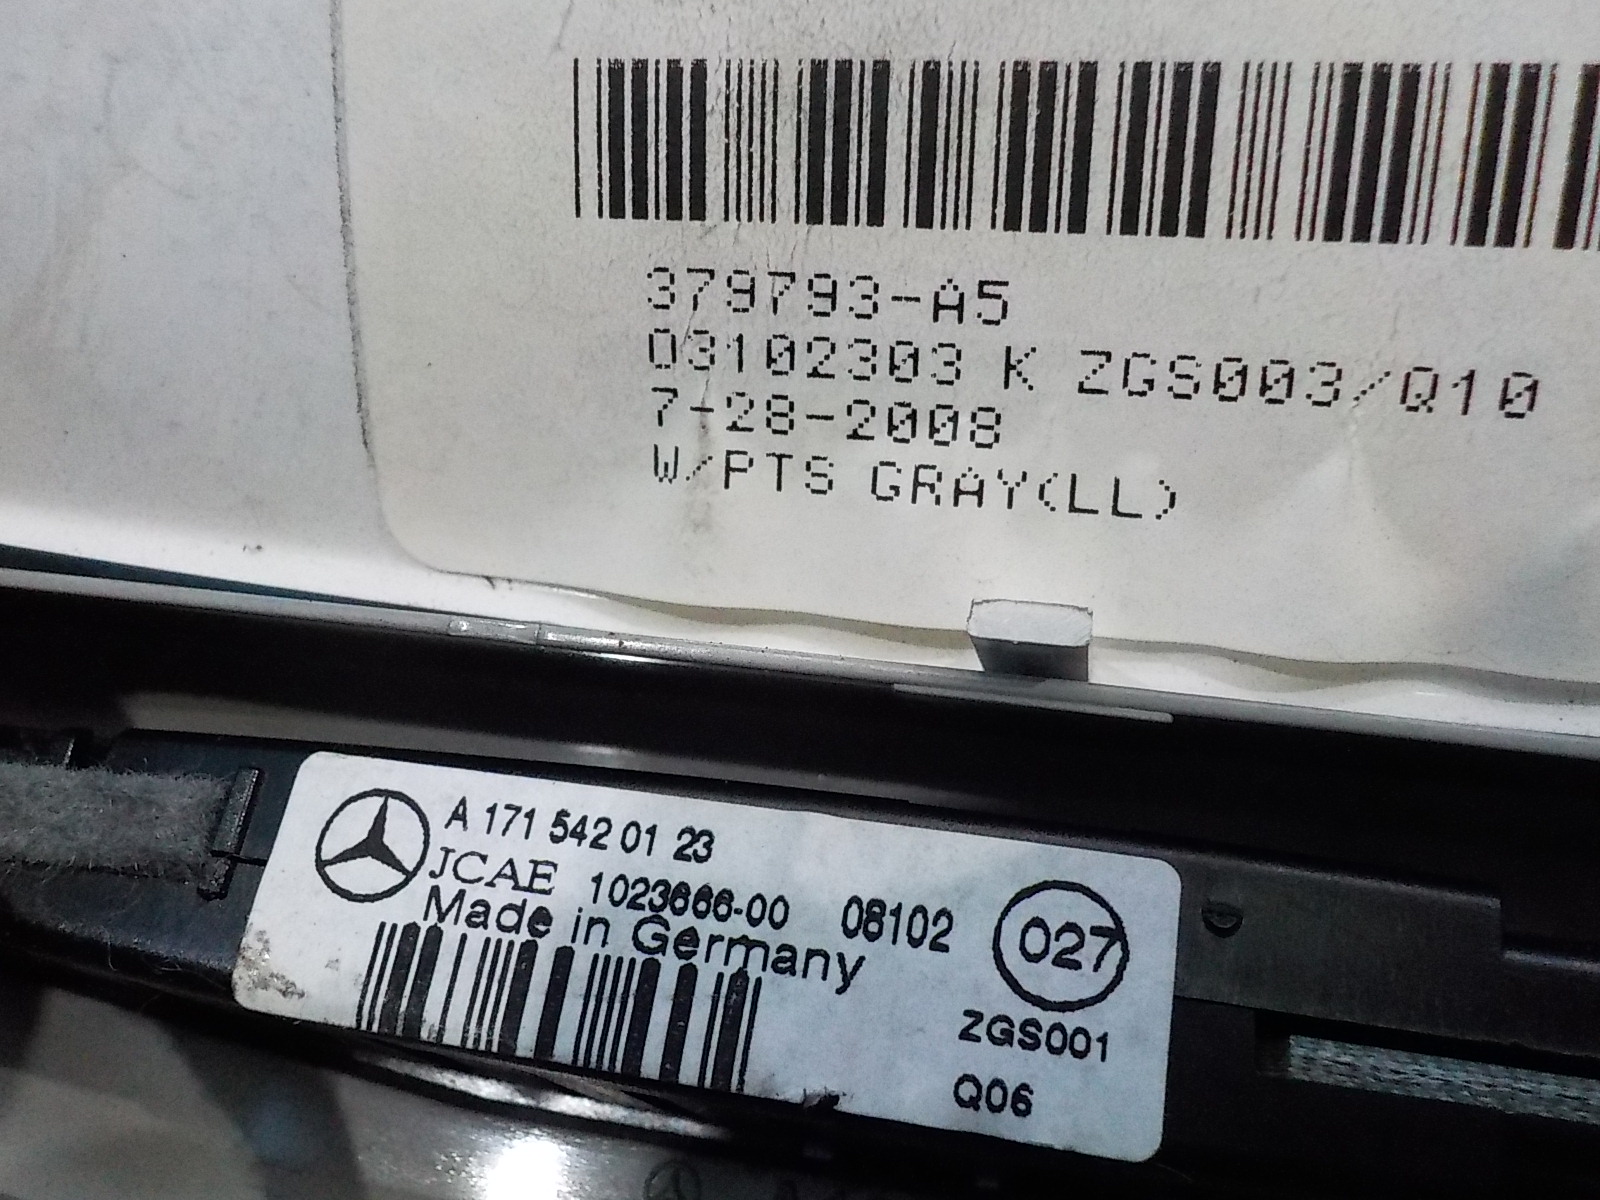 379793-A5
03102303 K ZGS003/Q10
7-28-2008
W/PTS GRAY(LL)
A 171 542 01 23
JCAE 1023666-00 08102
Made in Germany
027
ZGS001
Q06